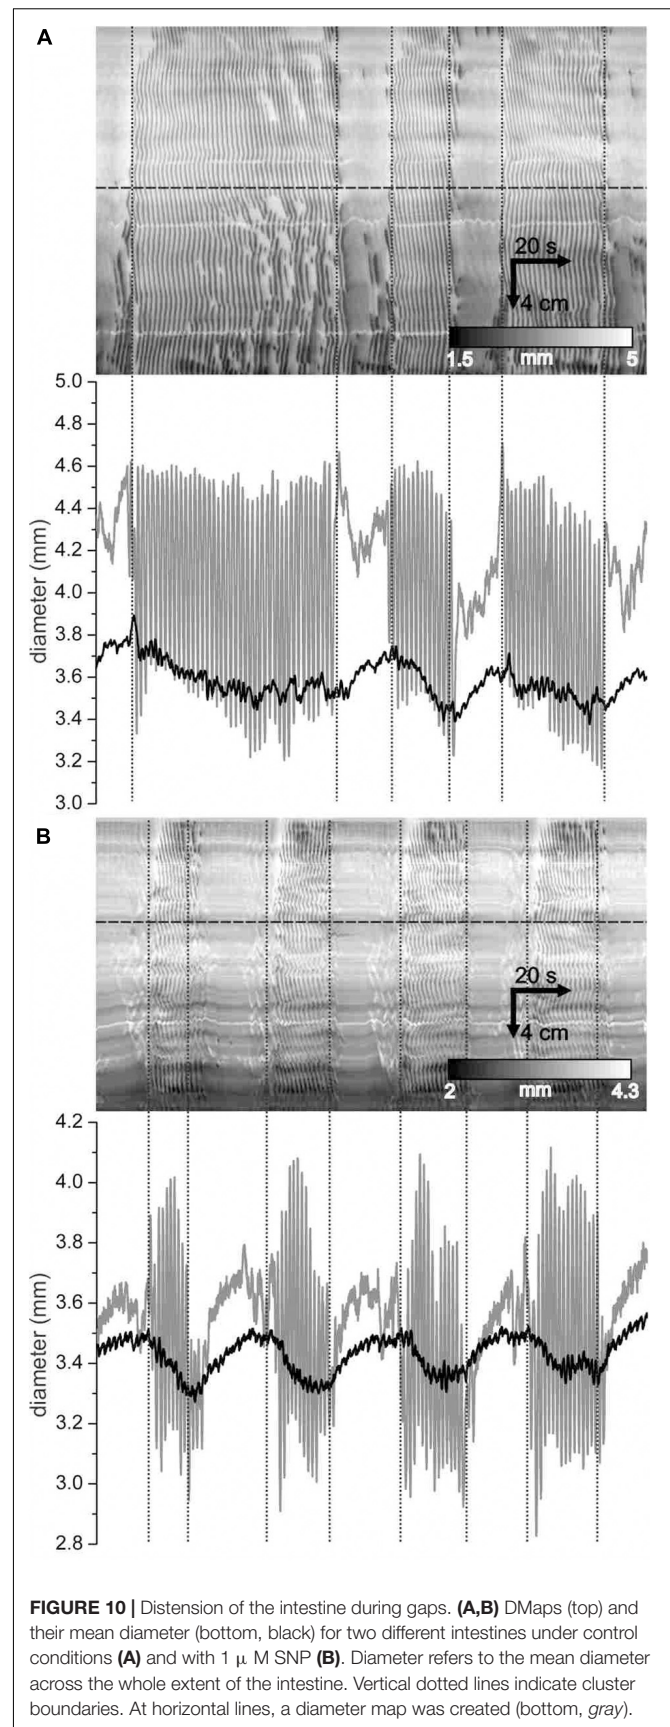 A
20 s
4 cm
1.5 mm 5
5.0
4.8
4.6
4.4
4.2
4.0
3.8
3.6
3.4
3.2
3.0
diameter (mm)
B
20 s
4 cm
2 mm 4.3
4.2
4.0
3.8
3.6
3.4
3.2
3.0
2.8
diameter (mm)
FIGURE 10 | Distension of the intestine during gaps. (A,B) DMaps (top) and
their mean diameter (bottom, black) for two different intestines under control
conditions (A) and with 1 μ M SNP (B). Diameter refers to the mean diameter
across the whole extent of the intestine. Vertical dotted lines indicate cluster
boundaries. At horizontal lines, a diameter map was created (bottom, gray).